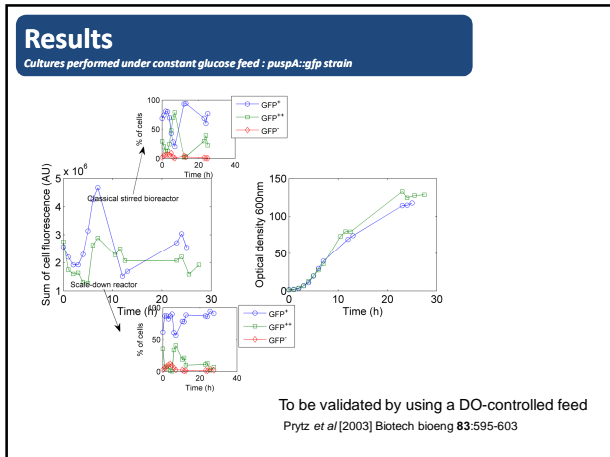 Results
Cultures performed under constant glucose feed : puspA::gfp strain
100
50
0
% of cells
0
20
40
Time (h)
GFP⁺
GFP⁺⁺
GFP⁻
5
4
3
2
1
x 10⁶
Sum of cell fluorescence (AU)
Classical stirred bioreactor
Scale-down reactor
0
10
20
30
Time (h)
150
100
50
0
Optical density 600nm
0
10
20
30
Time (h)
100
50
0
% of cells
0
20
40
Time (h)
GFP⁺
GFP⁺⁺
GFP⁻
To be validated by using a DO-controlled feed
Prytz et al [2003] Biotech bioeng 83:595-603